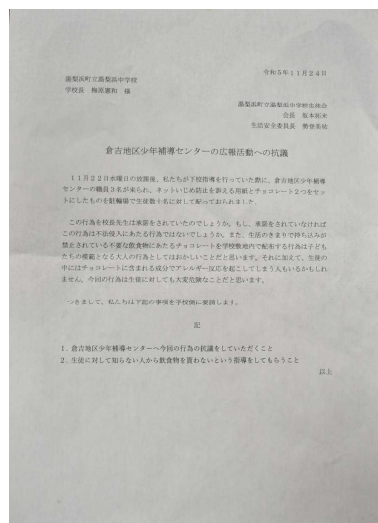 令和5年11月24日
湯梨浜町立湯梨浜中学校
学校長 梅原憲和 様
湯梨浜町立湯梨浜中学校生徒会
会長 坂本拓未
生活安全委員長
倉吉地区少年補導センターの広報活動への抗議
11月22日水曜日の放課後、私たちが下校指導を行っていた際に、倉吉地区少年補導
センターの職員3名が来られ、ネットいじめ防止を訴える用紙とチョコレート2つをセッ
トにしたものを駐輪場で生徒数十名に対して配っておられました。
この行為を校長先生は承諾をされていたのでしょうか。もし、承諾をされていなければ
この行為は不法侵入にあたる行為ではないでしょうか。また、生活のきまりで持ち込みが
禁止されている不要な飲食物にあたるチョコレートを学校敷地内で配布する行為は子ども
たちの模範となる大人の行為としてはおかしいことだと思います。それに加えて、生徒の
中にはチョコレートに含まれる成分でアレルギー反応を起こしてしまう人もいるかもしれ
ません。今回の行為は生徒に対しても大変危険なことだと思います。
つきまして、私たちは下記の事項を学校側に要請します。
記
1．倉吉地区少年補導センターへ今回の行為の抗議をしていただくこと
2．生徒に対して知らない人から飲食物を貰わないという指導をしてもらうこと
以上